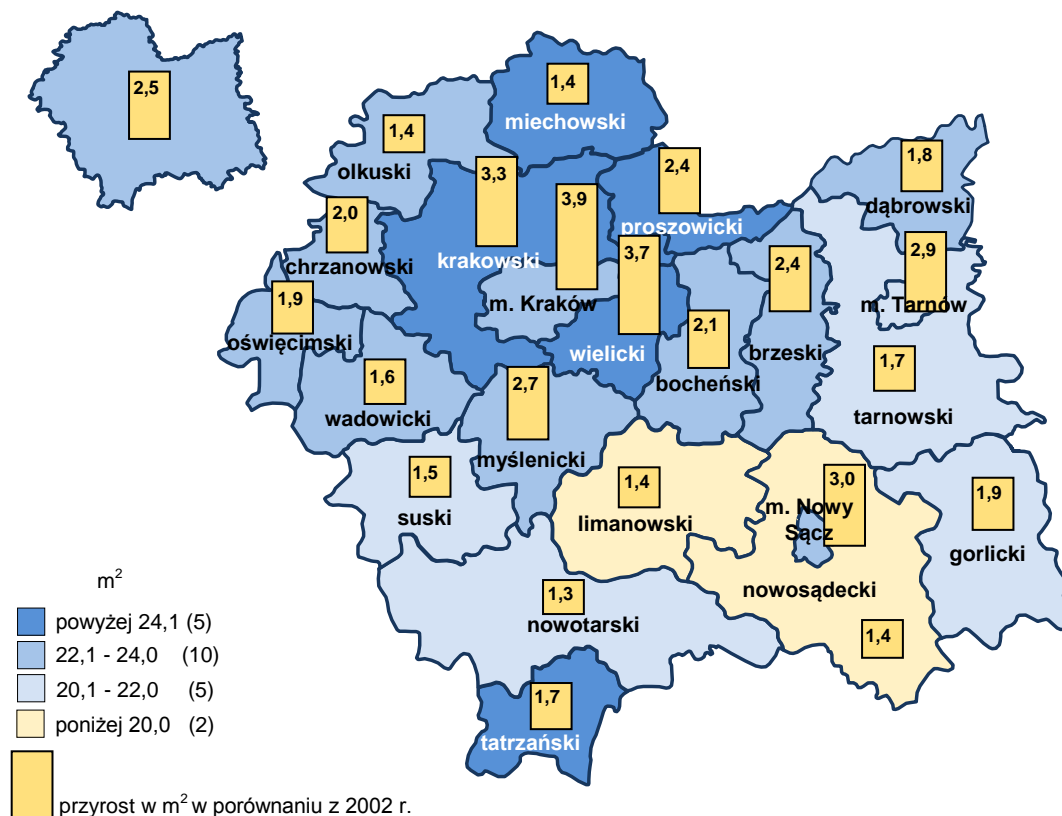 2,5
1,4
miechowski
1,4
olkuski
3,3
krakowski
3,9
m. Kraków
2,4
proszowicki
1,8
dąbrowski
2,0
chrzanowski
3,7
wielicki
2,4
brzeski
2,9
m. Tarnów
1,9
oświęcimski
2,1
bocheński
1,7
tarnowski
1,6
wadowicki
2,7
myślenicki
1,5
suski
1,4
limanowski
3,0
m. Nowy
Sącz
1,9
gorlicki
nowosądecki
1,4
1,3
nowotarski
1,7
tatrzański
m²
powyżej 24,1 (5)
22,1 - 24,0 (10)
20,1 - 22,0 (5)
poniżej 20,0 (2)
przyrost w m² w porównaniu z 2002 r.